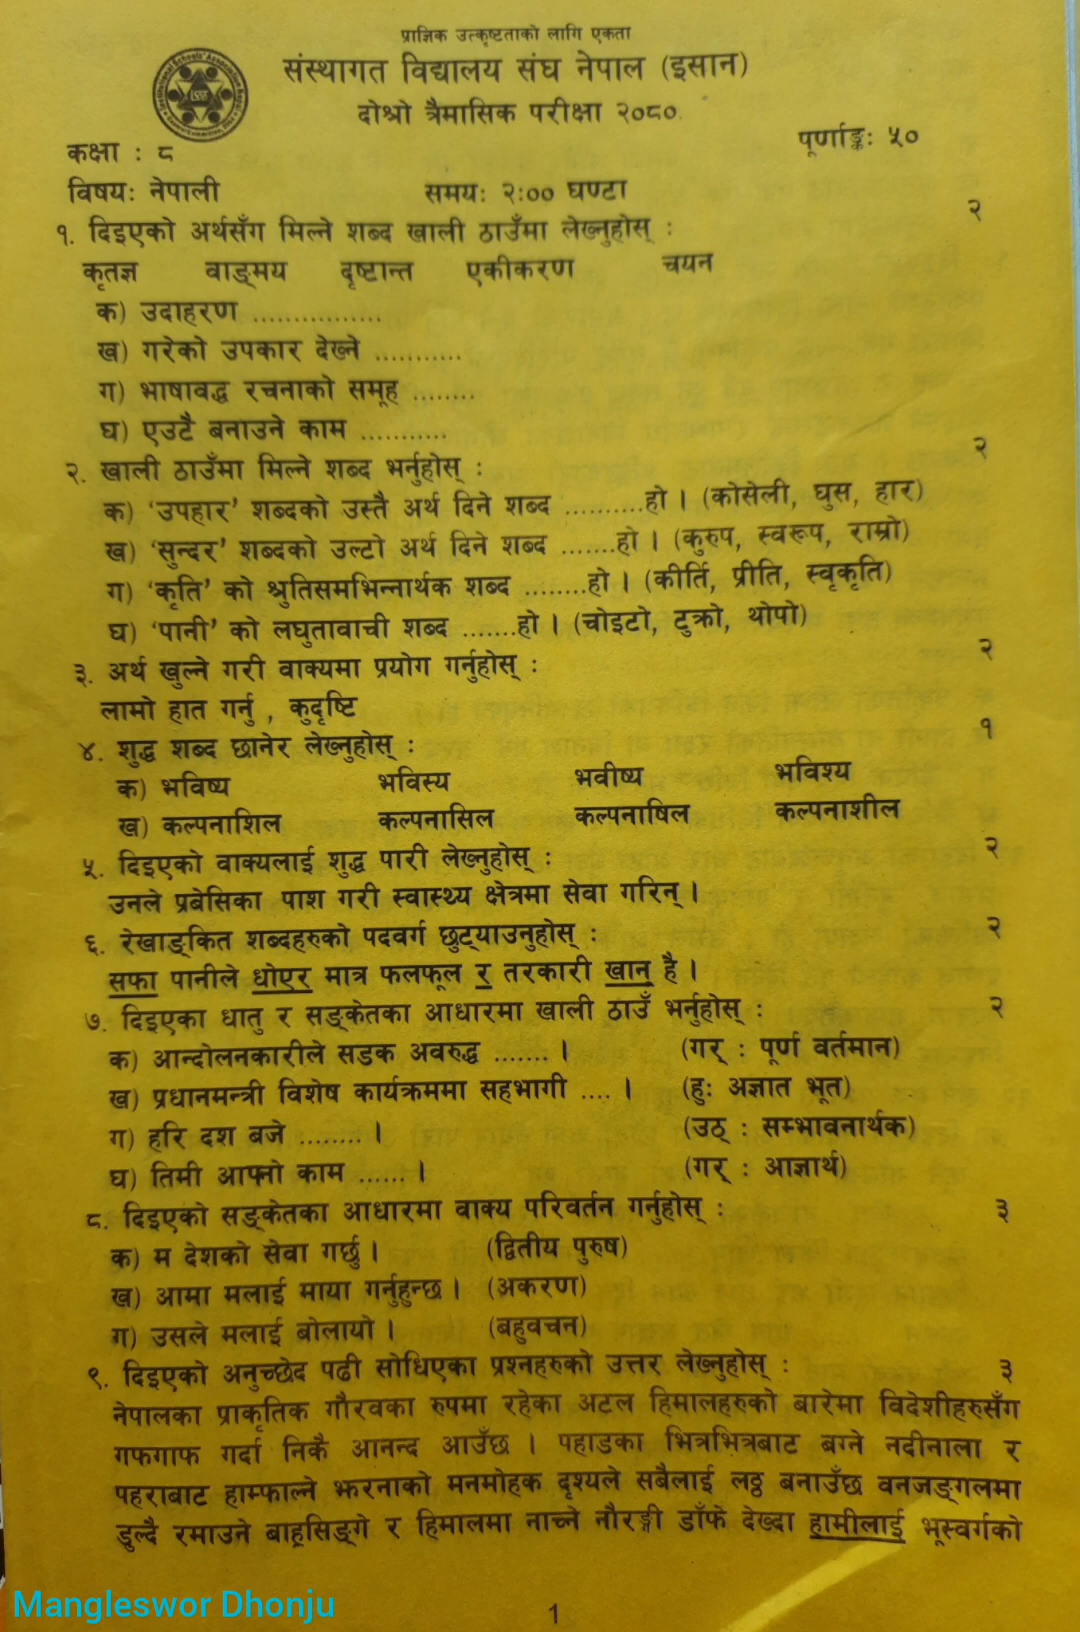 प्राज्ञिक उत्कृष्टताको लागि एकता
संस्थागत विद्यालय संघ नेपाल (इसान)
दोश्रो त्रैमासिक परीक्षा २०८०
कक्षा : ८
पूर्णाङ्कः ५०
विषयः नेपाली समयः २:०० घण्टा
१. दिइएको अर्थसँग मिल्ने शब्द खाली ठाउँमा लेख्नुहोस् : २
कृतज्ञ वाङ्मय दृष्टान्त एकीकरण चयन
क) उदाहरण ................
ख) गरेको उपकार देख्ने ...........
ग) भाषावद्ध रचनाको समूह ........
घ) एउटै बनाउने काम ...........
२. खाली ठाउँमा मिल्ने शब्द भर्नुहोस् : २
क) ‘उपहार’ शब्दको उस्तै अर्थ दिने शब्द ..........हो । (कोसेली, घुस, हार)
ख) ‘सुन्दर’ शब्दको उल्टो अर्थ दिने शब्द .......हो । (कुरुप, स्वरूप, राम्रो)
ग) ‘कृति’ को श्रुतिसमभिन्नार्थक शब्द ........हो । (कीर्ति, प्रीति, स्वृकृति)
घ) ‘पानी’ को लघुतावाची शब्द .......हो । (चोइटो, टुक्रो, थोपो)
३. अर्थ खुल्ने गरी वाक्यमा प्रयोग गर्नुहोस् : २
लामो हात गर्नु , कुदृष्टि
४. शुद्ध शब्द छानेर लेख्नुहोस् : १
क) भविष्य भविस्य भवीष्य भविश्य
ख) कल्पनाशिल कल्पनासिल कल्पनाषिल कल्पनाशील
५. दिइएको वाक्यलाई शुद्ध पारी लेख्नुहोस् : २
उनले प्रबेसिका पाश गरी स्वास्थ्य क्षेत्रमा सेवा गरिन् ।
६. रेखाङ्कित शब्दहरुको पदवर्ग छुट्याउनुहोस् : २
सफा पानीले धोएर मात्र फलफूल र तरकारी खान् है ।
७. दिइएका धातु र सङ्केतका आधारमा खाली ठाउँ भर्नुहोस् : २
क) आन्दोलनकारीले सडक अवरुद्ध ....... । (गर् : पूर्ण वर्तमान)
ख) प्रधानमन्त्री विशेष कार्यक्रममा सहभागी .... । (हुः अज्ञात भूत)
ग) हरि दश बजे ........ । (उठ् : सम्भावनार्थक)
घ) तिमी आफ्नो काम ...... । (गर् : आज्ञार्थ)
८. दिइएको सङ्केतका आधारमा वाक्य परिवर्तन गर्नुहोस् : ३
क) म देशको सेवा गर्छु । (द्वितीय पुरुष)
ख) आमा मलाई माया गर्नुहुन्छ । (अकरण)
ग) उसले मलाई बोलायो । (बहुवचन)
९. दिइएको अनुच्छेद पढी सोधिएका प्रश्नहरुको उत्तर लेख्नुहोस् : ३
नेपालका प्राकृतिक गौरवका रुपमा रहेका अटल हिमालहरुको बारेमा विदेशीहरुसँग
गफगाफ गर्दा निकै आनन्द आउँछ । पहाडका भित्रभित्रबाट बग्ने नदीनाला र
पहराबाट हाम्फाल्ने झरनाको मनमोहक दृश्यले सबैलाई लठ्ठ बनाउँछ वनजङ्गलमा
डुल्दै रमाउने बाह्रसिङ्गे र हिमालमा नाच्ने नौरङ्गी डाँफे देख्दा हामीलाई भूस्वर्गको
Mangleswor Dhonju
1